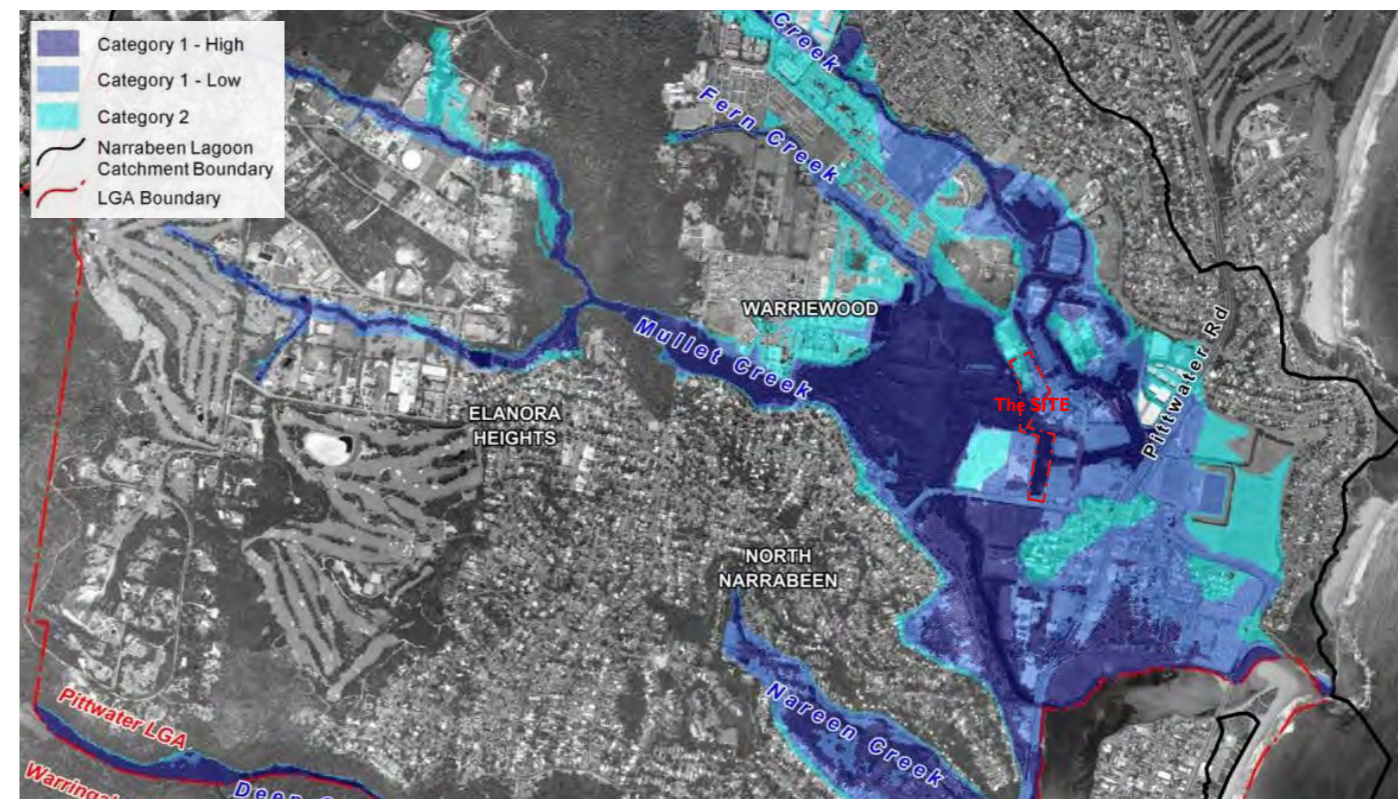 Category 1 - High
Category 1 - Low
Category 2
Narrabeen Lagoon
Catchment Boundary
LGA Boundary
Creek
Fern Creek
WARRIEWOOD
Mullet Creek
Pittwater Rd
The SITE
ELANORA
HEIGHTS
NORTH
NARRABEEN
Nareen Creek
Pittwater LGA
Deep